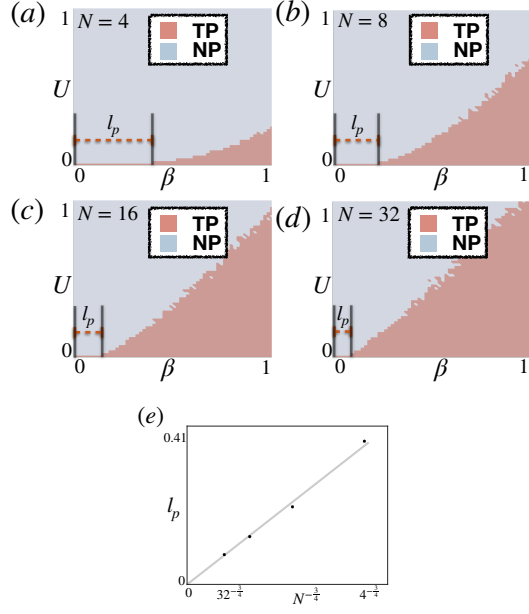 (a)
1
N = 4
TP
NP
U
l_p
0
0
β
1
(b)
1
N = 8
TP
NP
U
l_p
0
0
β
1
(c)
1
N = 16
TP
NP
U
l_p
0
0
β
1
(d)
1
N = 32
TP
NP
U
l_p
0
0
β
1
(e)
0.41
l_p
0
0
32^{-3/4}
N^{-3/4}
4^{-3/4}